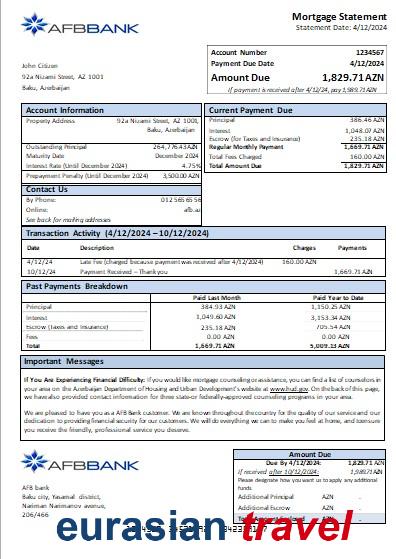 AFBBANK
Mortgage Statement
Statement Date: 4/12/2024
Account Number 1234567
Payment Due Date 4/12/2024
Amount Due 1,829.71AZN
If payment is received after 4/12/24, pay 1,989.71AZN
John Citizen
92a Nizami Street, AZ 1001
Baku, Azerbaijan
Account Information
Property Address 92a Nizami Street, AZ 1001
Baku, Azerbaijan
Outstanding Principal 264,776.43AZN
Maturity Date December 2024
Interest Rate (Until December 2024) 4.75%
Prepayment Penalty (Until December 2024) 3,500.00 AZN
Contact Us
By Phone: 012 565 65 56
Online: afb.az
See back for mailing addresses
Current Payment Due
Principal 386.46 AZN
Interest 1,048.07 AZN
Escrow (for Taxes and Insurance) 235.18 AZN
Regular Monthly Payment 1,669.71 AZN
Total Fees Charged 160.00 AZN
Total Amount Due 1,829.71 AZN
Transaction Activity (4/12/2024 – 10/12/2024)
Date Description Charges Payments
4/12/24 Late Fee (charged because payment was received after 4/12/2024) 160.00 AZN
10/12/24 Payment Received – Thank you 1,669.71 AZN
Past Payments Breakdown
Paid Last Month Paid Year to Date
Principal 384.93 AZN 1,150.25 AZN
Interest 1,049.60 AZN 3,153.34 AZN
Escrow (Taxes and Insurance) 235.18 AZN 705.54 AZN
Fees 0.00 AZN 0.00 AZN
Total 1,669.71 AZN 5,009.13 AZN
Important Messages
If You Are Experiencing Financial Difficulty: If you would like mortgage counseling or assistance, you can find a list of counselors in
your area on the Azerbaijan Department of Housing and Urban Development's website at www.hud.gov. On the back of this page,
we have also provided contact information for three state-or federally-approved counseling programs in your area.
We are pleased to have you as a AFB Bank customer. We are known throughout the country for the quality of our service and our
dedication to providing financial security for our customers. We will do everything we can to make you feel at home, and to ensure
you receive the friendly, professional service you deserve.
AFBBANK
AFB bank
Baku city, Yasamal district,
Nariman Narimanov avenue,
206/466
Amount Due
Due By 4/12/2024: 1,829,71 AZN
If received after 10/12/2024: 1,989.71AZN
Please designate how you want us to apply any additional
funds.
Additional Principal AZN
Additional Escrow AZN
AZN
eurasian travel